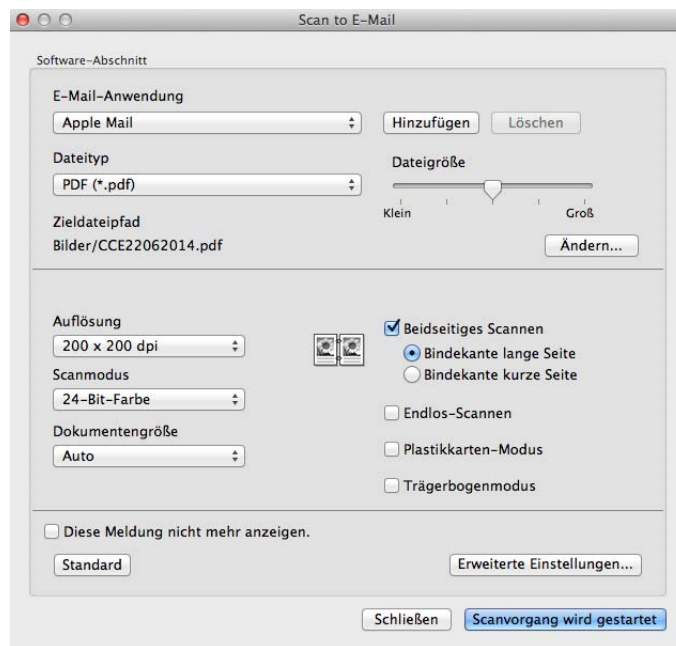 Scan to E-Mail
Software-Abschnitt
E-Mail-Anwendung
Apple Mail
Hinzufügen
Löschen
Dateityp
PDF (*.pdf)
Dateigröße
Klein
Groß
Zieldateipfad
Bilder/CCE22062014.pdf
Ändern...
Auflösung
200 x 200 dpi
Scanmodus
24-Bit-Farbe
Dokumentengröße
Auto
Beidseitiges Scannen
Bindekante lange Seite
Bindekante kurze Seite
Endlos-Scannen
Plastikkarten-Modus
Trägerbogenmodus
Diese Meldung nicht mehr anzeigen.
Standard
Erweiterte Einstellungen...
Schließen
Scanvorgang wird gestartet